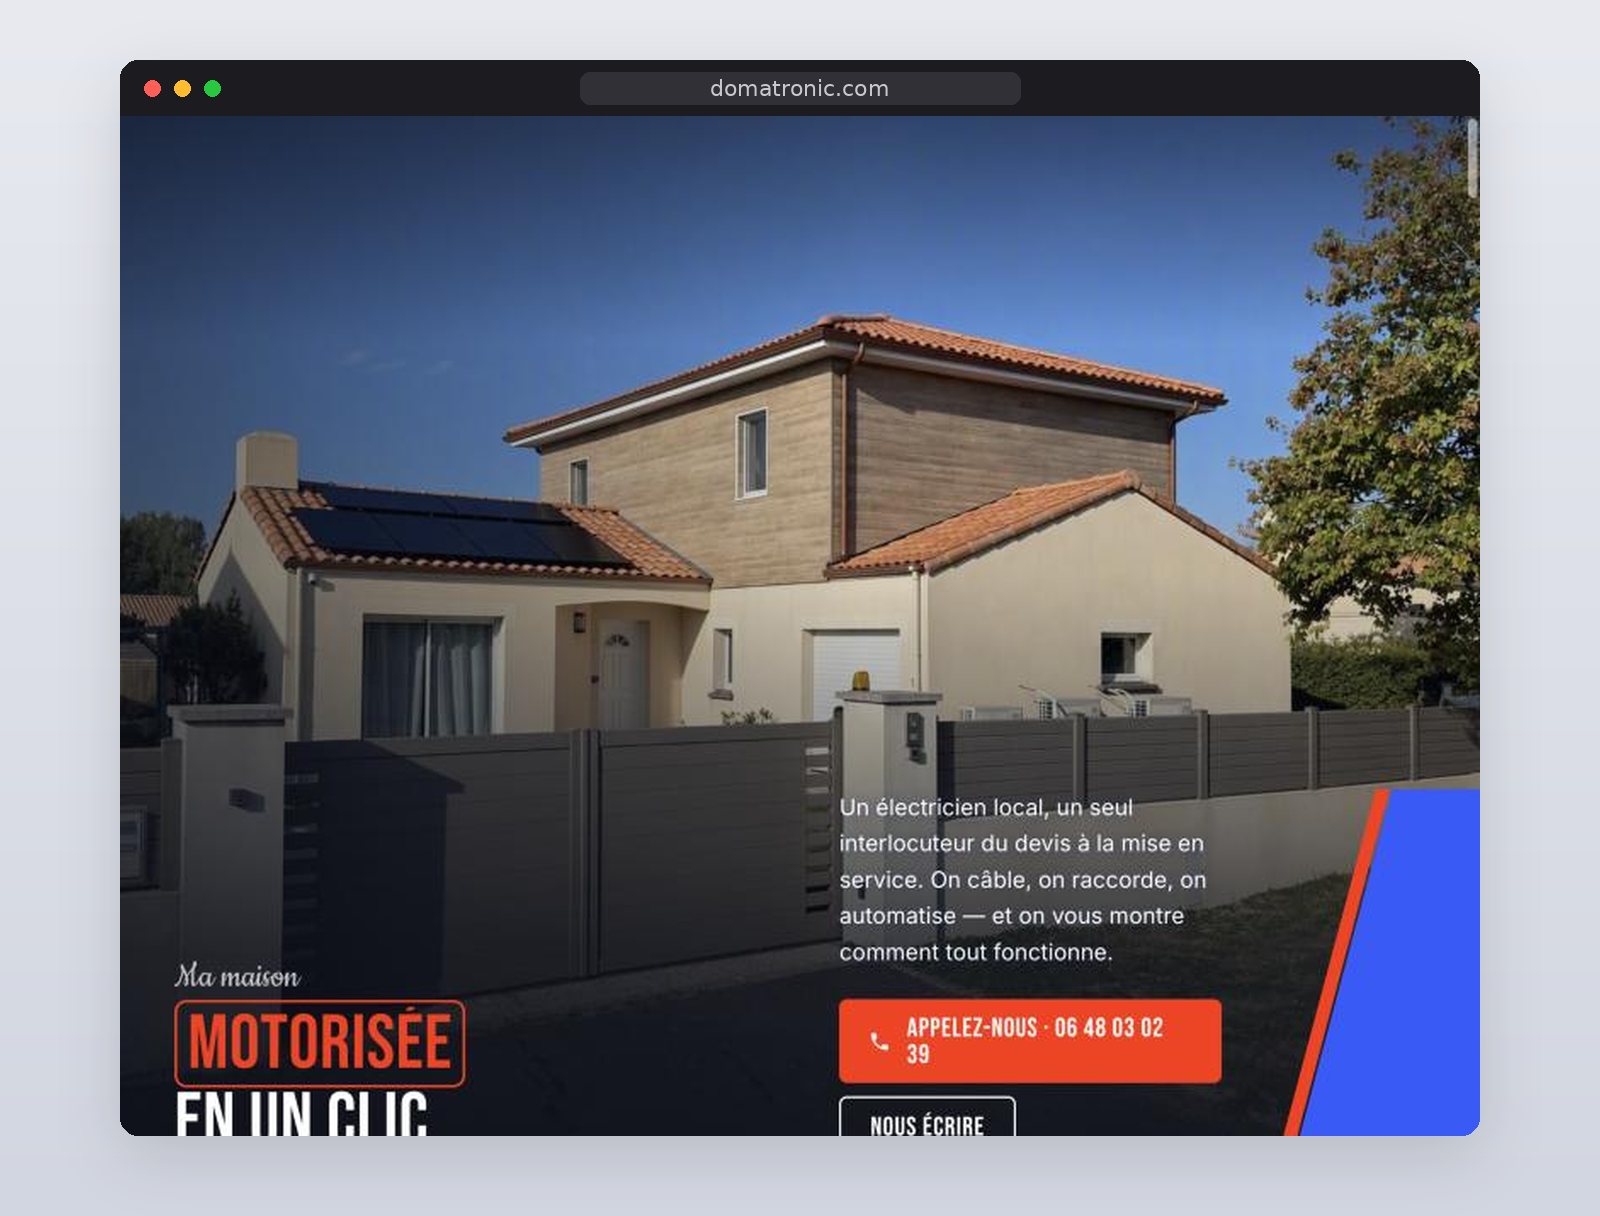 domatronic.com
Ma maison
MOTORISÉE
EN UN CLIC
Un électricien local, un seul
interlocuteur du devis à la mise en
service. On câble, on raccorde, on
automatise — et on vous montre
comment tout fonctionne.
APPELEZ-NOUS · 06 48 03 02
39
NOUS ÉCRIRE